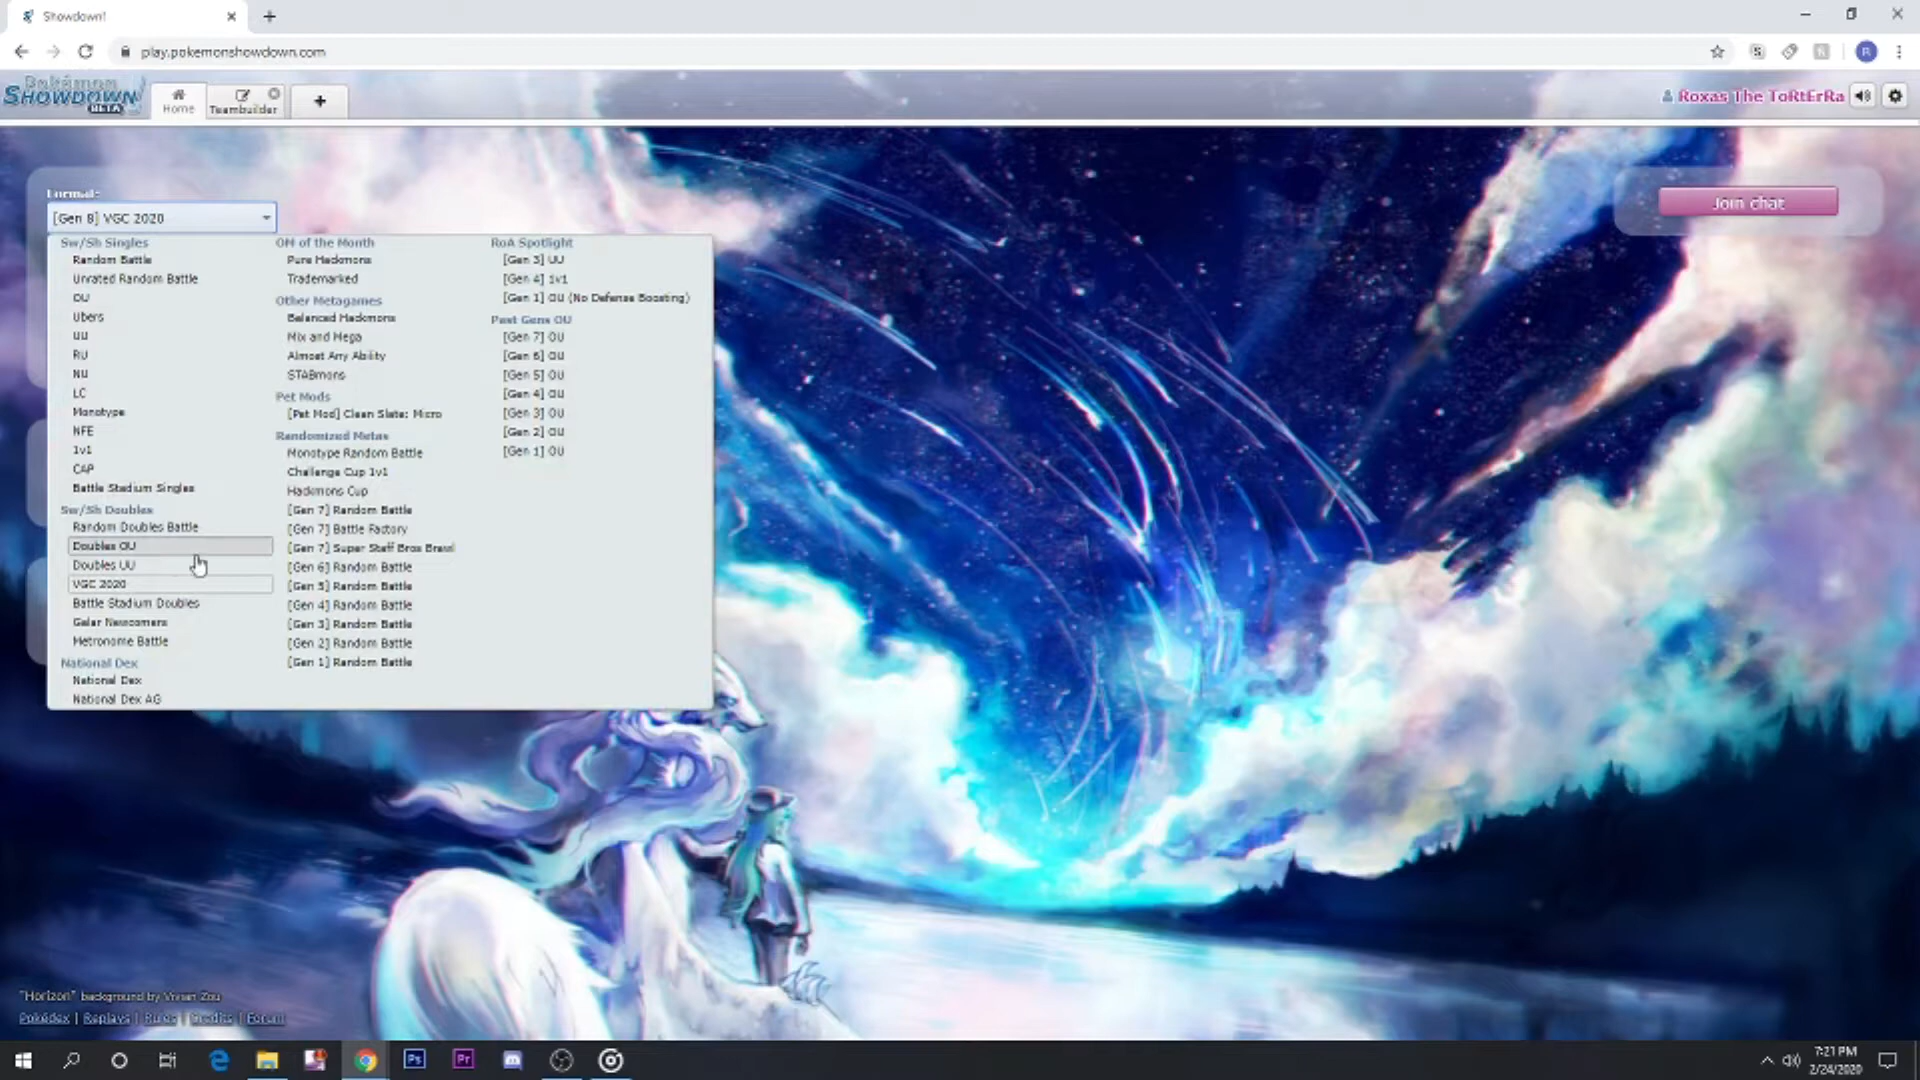 Showdown!
play.pokemonshowdown.com
R
Pokémon
SHOWDOWN
BETA
Home
Teambuilder
+
Roxas The ToRtErRa
Format:
[Gen 8] VGC 2020
Join chat
Sw/Sh Singles
Random Battle
Unrated Random Battle
OU
Ubers
UU
RU
NU
LC
Monotype
NFE
1v1
CAP
Battle Stadium Singles
Sw/Sh Doubles
Random Doubles Battle
Doubles OU
Doubles UU
VGC 2020
Battle Stadium Doubles
Galar Newcomers
Metronome Battle
National Dex
National Dex
National Dex AG
OM of the Month
Pure Hackmons
Trademarked
Other Metagames
Balanced Hackmons
Mix and Mega
Almost Any Ability
STABmons
Pet Mods
[Pet Mod] Clean Slate: Micro
Randomized Metas
Monotype Random Battle
Challenge Cup 1v1
Hackmons Cup
[Gen 7] Random Battle
[Gen 7] Battle Factory
[Gen 7] Super Staff Bros Brawl
[Gen 6] Random Battle
[Gen 5] Random Battle
[Gen 4] Random Battle
[Gen 3] Random Battle
[Gen 2] Random Battle
[Gen 1] Random Battle
RoA Spotlight
[Gen 3] UU
[Gen 4] 1v1
[Gen 1] OU (No Defense Boosting)
Past Gens OU
[Gen 7] OU
[Gen 6] OU
[Gen 5] OU
[Gen 4] OU
[Gen 3] OU
[Gen 2] OU
[Gen 1] OU
"Horizon" background by Vivian Zou
Pokédex | Replays | Rules | Credits | Forum
Ps
Pr
7:21 PM
2/24/2020